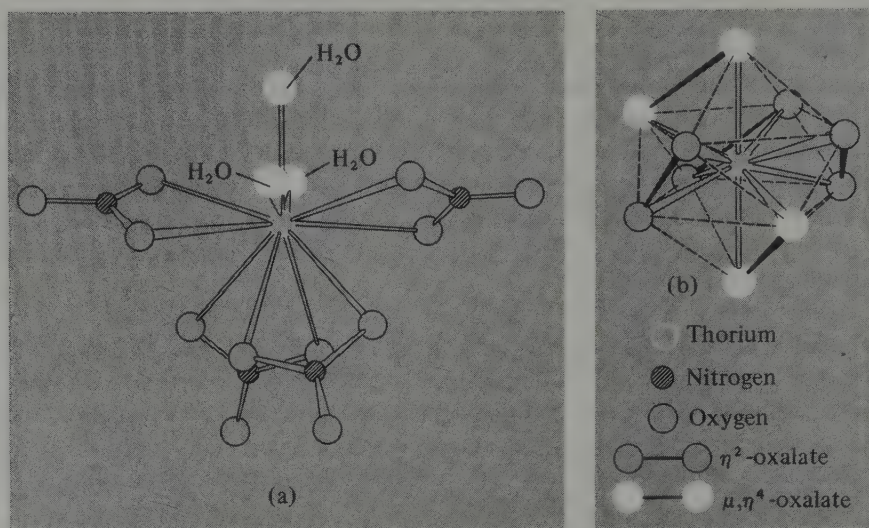 H₂O
H₂O
H₂O
(a)
(b)
Thorium
Nitrogen
Oxygen
η²-oxalate
μ,η⁴-oxalate